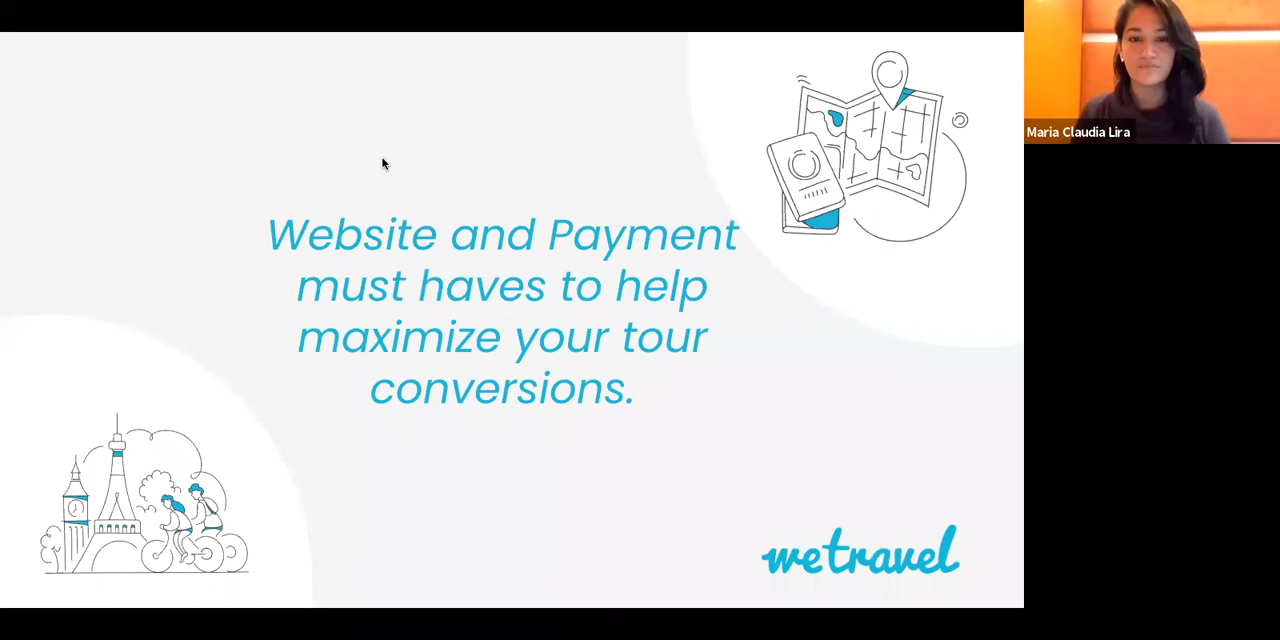 Website and Payment
must haves to help
maximize your tour
conversions.
wetravel
Maria Claudia Lira